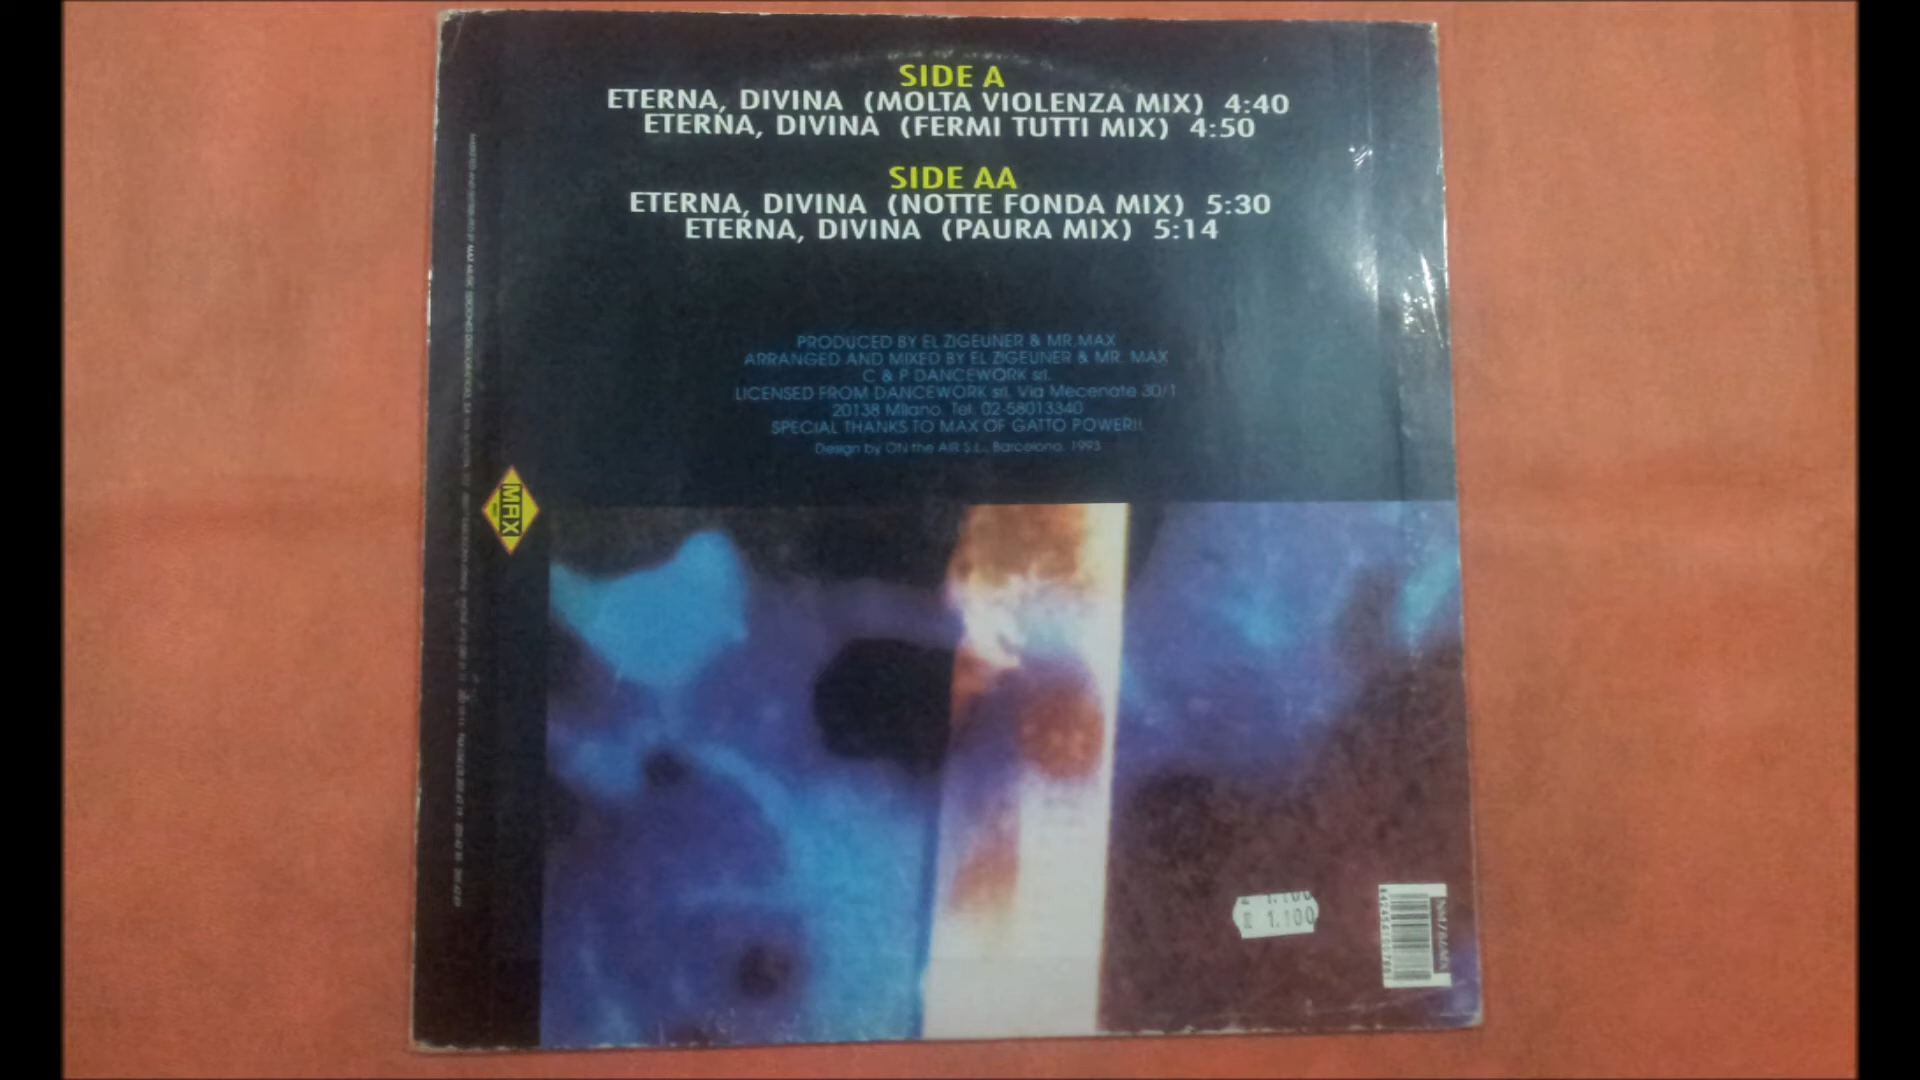 SIDE A
ETERNA, DIVINA (MOLTA VIOLENZA MIX) 4:40
ETERNA, DIVINA (FERMI TUTTI MIX) 4:50
SIDE AA
ETERNA, DIVINA (NOTTE FONDA MIX) 5:30
ETERNA, DIVINA (PAURA MIX) 5:14
PRODUCED BY EL ZIGEUNER & MR.MAX
ARRANGED AND MIXED BY EL ZIGEUNER & MR. MAX
C & P DANCEWORK srl.
LICENSED FROM DANCEWORK srl. Via Mecenate 30/1
20138 Milano. Tel. 02-58013340
SPECIAL THANKS TO MAX OF GATTO POWER!!
Design by ON the AIR S.L., Barcelona, 1993
MAX
1.100
1.100